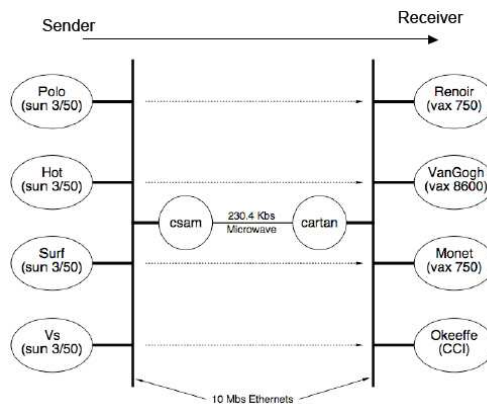 Sender
Receiver
Polo
(sun 3/50)
Renoir
(vax 750)
Hot
(sun 3/50)
VanGogh
(vax 8600)
csam
230.4 Kbs
Microwave
cartan
Surf
(sun 3/50)
Monet
(vax 750)
Vs
(sun 3/50)
Okeeffe
(CCI)
10 Mbs Ethernets